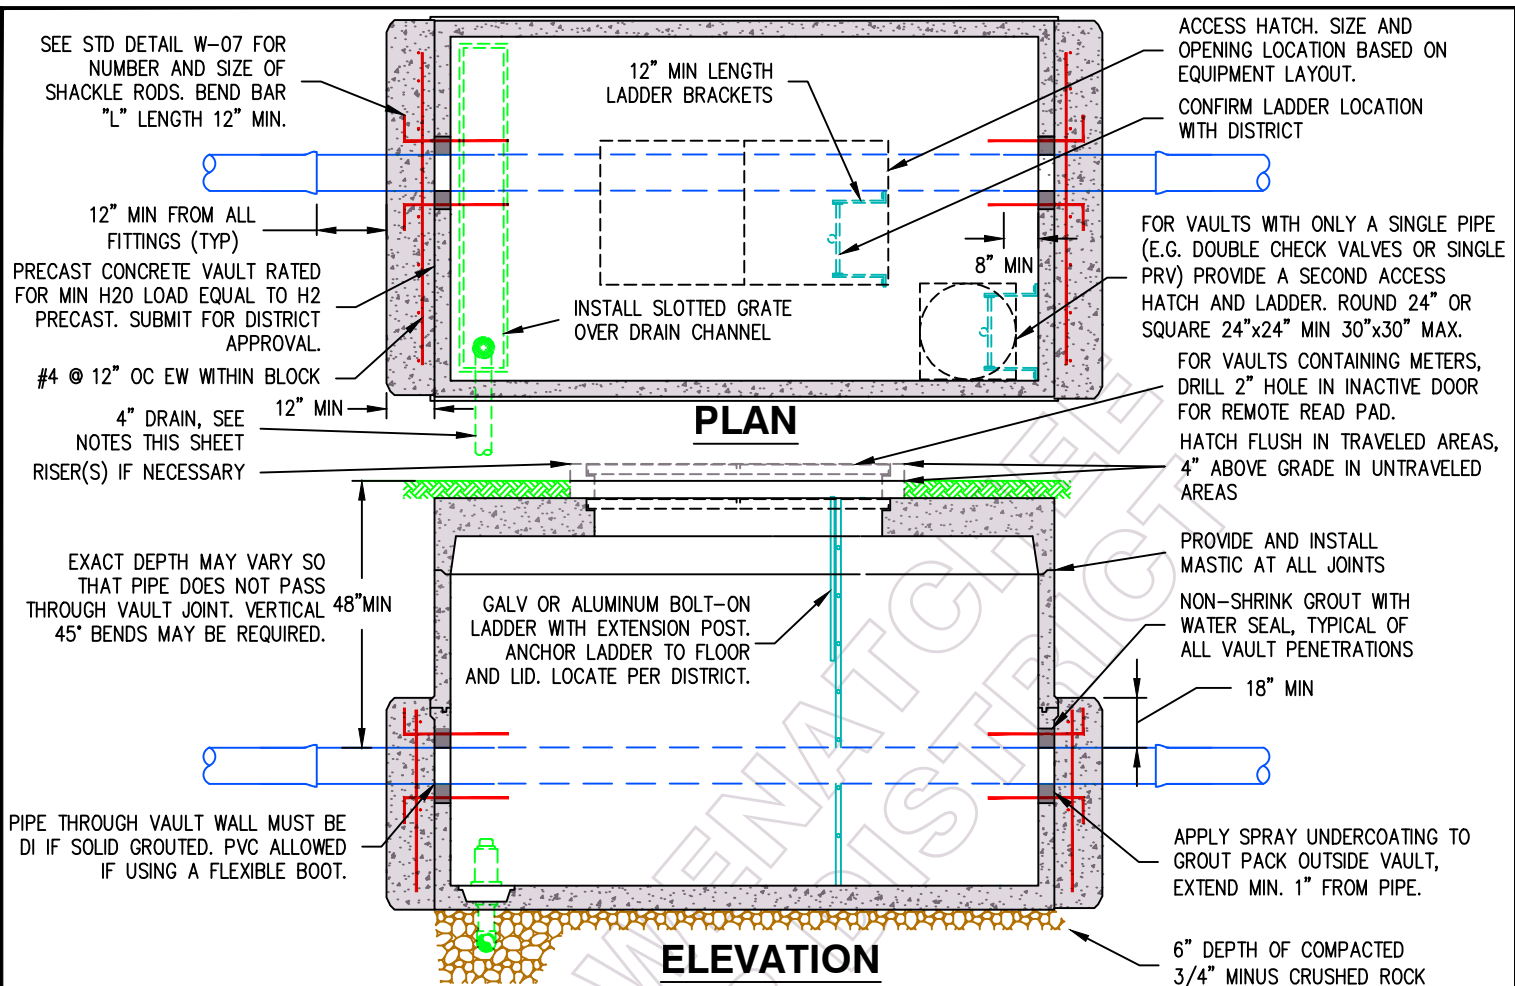 SEE STD DETAIL W-07 FOR
NUMBER AND SIZE OF
SHACKLE RODS. BEND BAR
"L" LENGTH 12" MIN.
12" MIN LENGTH
LADDER BRACKETS
ACCESS HATCH. SIZE AND
OPENING LOCATION BASED ON
EQUIPMENT LAYOUT.
CONFIRM LADDER LOCATION
WITH DISTRICT
12" MIN FROM ALL
FITTINGS (TYP)
PRECAST CONCRETE VAULT RATED
FOR MIN H20 LOAD EQUAL TO H2
PRECAST. SUBMIT FOR DISTRICT
APPROVAL.
#4 @ 12" OC EW WITHIN BLOCK
12" MIN
4" DRAIN, SEE
NOTES THIS SHEET
INSTALL SLOTTED GRATE
OVER DRAIN CHANNEL
8" MIN
FOR VAULTS WITH ONLY A SINGLE PIPE
(E.G. DOUBLE CHECK VALVES OR SINGLE
PRV) PROVIDE A SECOND ACCESS
HATCH AND LADDER. ROUND 24" OR
SQUARE 24"x24" MIN 30"x30" MAX.
FOR VAULTS CONTAINING METERS,
DRILL 2" HOLE IN INACTIVE DOOR
FOR REMOTE READ PAD.
PLAN
RISER(S) IF NECESSARY
HATCH FLUSH IN TRAVELED AREAS,
4" ABOVE GRADE IN UNTRAVELED
AREAS
EXACT DEPTH MAY VARY SO
THAT PIPE DOES NOT PASS
THROUGH VAULT JOINT. VERTICAL
45° BENDS MAY BE REQUIRED.
48"MIN
GALV OR ALUMINUM BOLT-ON
LADDER WITH EXTENSION POST.
ANCHOR LADDER TO FLOOR
AND LID. LOCATE PER DISTRICT.
PROVIDE AND INSTALL
MASTIC AT ALL JOINTS
NON-SHRINK GROUT WITH
WATER SEAL, TYPICAL OF
ALL VAULT PENETRATIONS
18" MIN
PIPE THROUGH VAULT WALL MUST BE
DI IF SOLID GROUTED. PVC ALLOWED
IF USING A FLEXIBLE BOOT.
APPLY SPRAY UNDERCOATING TO
GROUT PACK OUTSIDE VAULT,
EXTEND MIN. 1" FROM PIPE.
ELEVATION
6" DEPTH OF COMPACTED
3/4" MINUS CRUSHED ROCK
WENATCHEE
DISTRICT